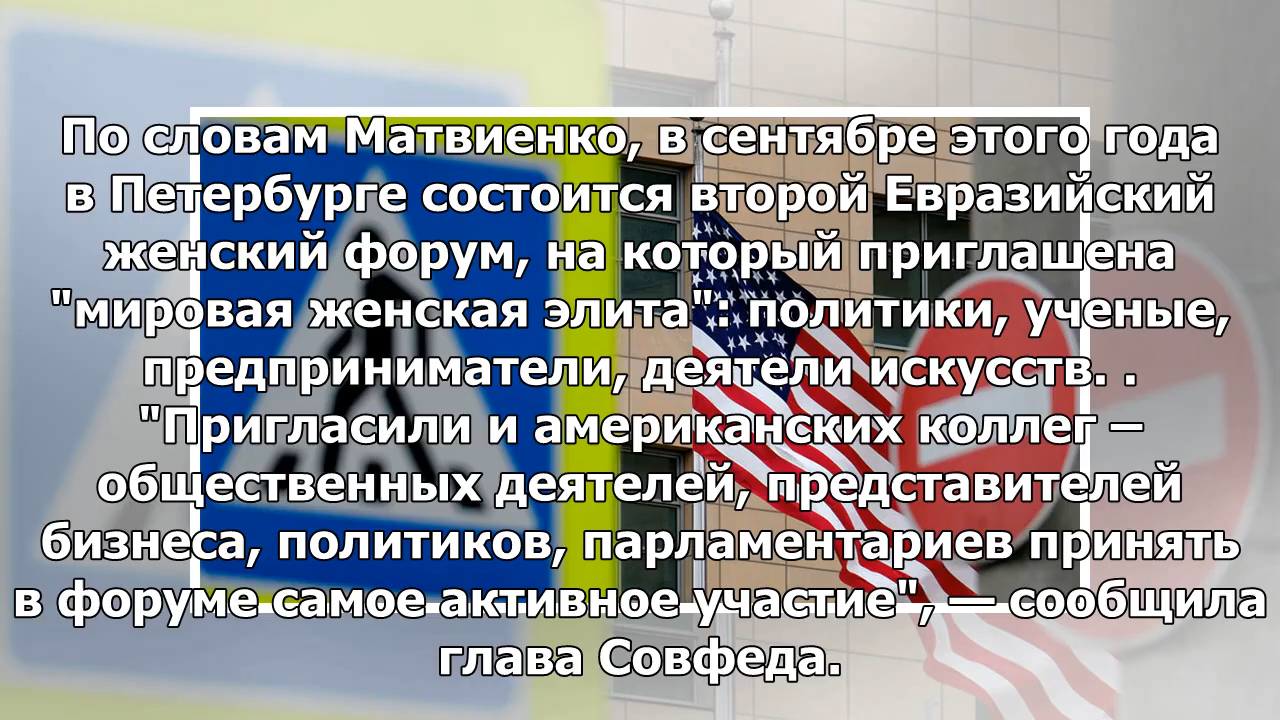 По словам Матвиенко, в сентябре этого года
в Петербурге состоится второй Евразийский
женский форум, на который приглашена
"мировая женская элита": политики, ученые,
предприниматели, деятели искусств. .
"Пригласили и американских коллег –
общественных деятелей, представителей
бизнеса, политиков, парламентариев принять
в форуме самое активное участие", — сообщила
глава Совфеда.